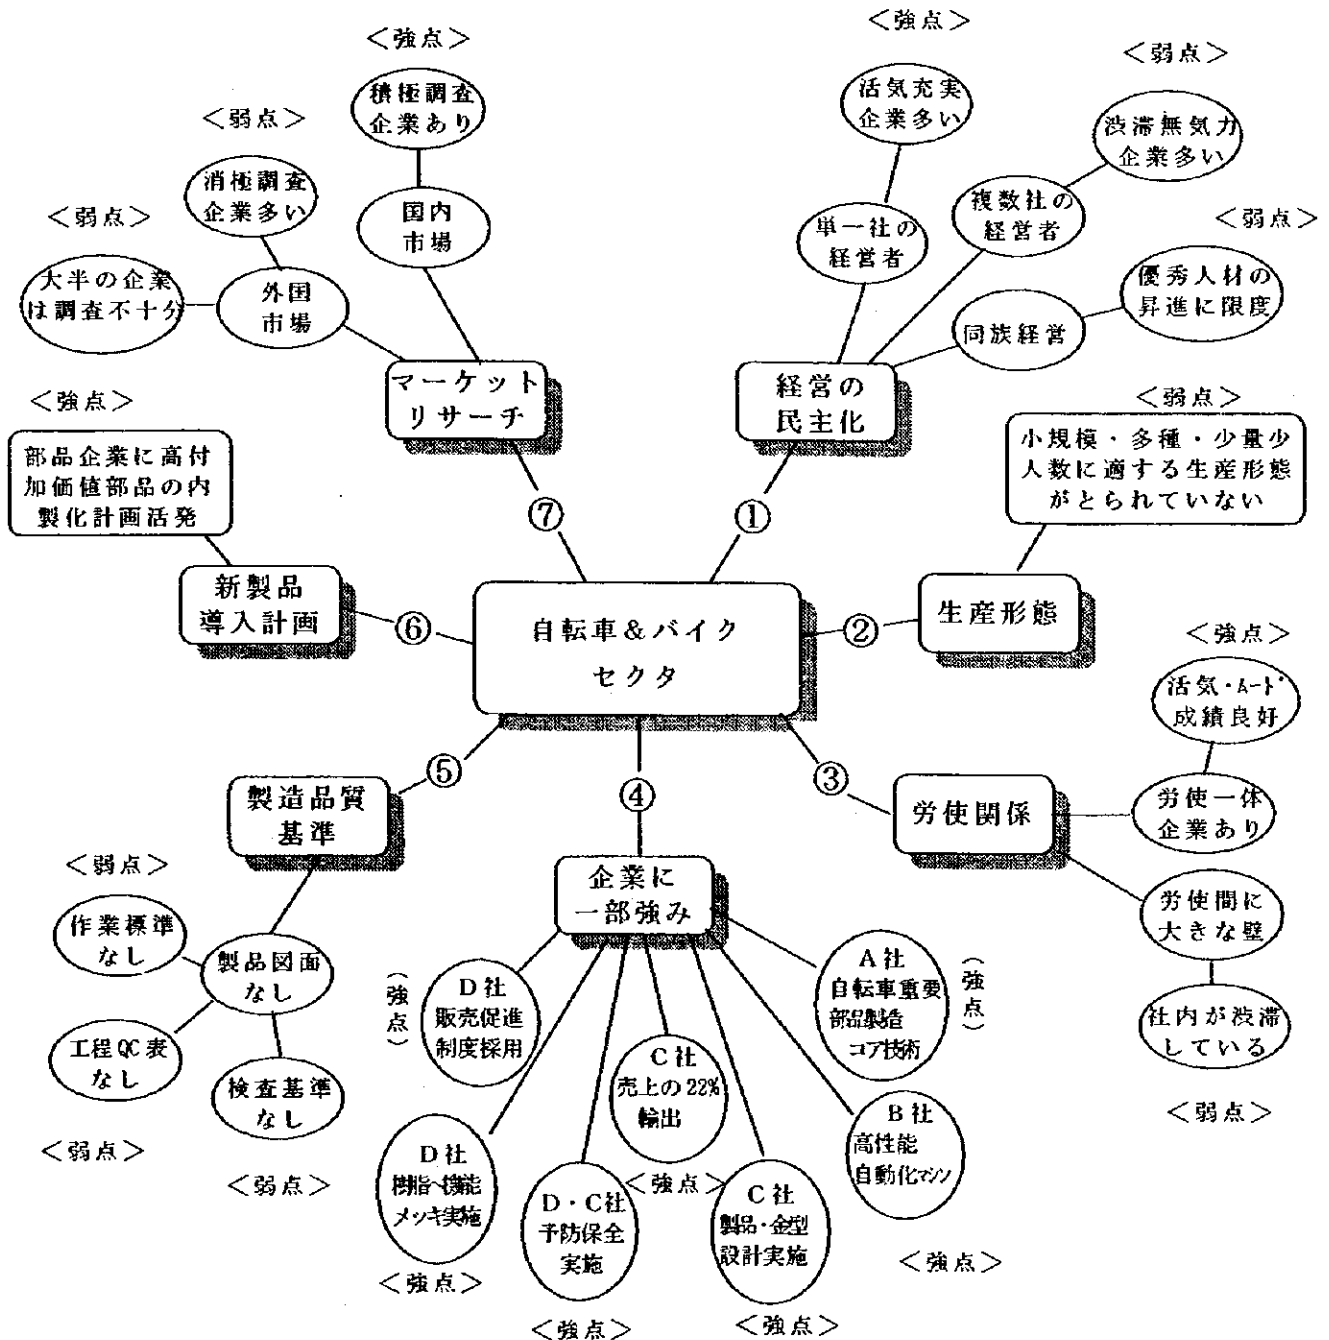 ＜強点＞
積極調査
企業あり
国内
市場
＜弱点＞
消極調査
企業多い
＜弱点＞
大半の企業
は調査不十分
外国
市場
マーケット
リサーチ
⑦
＜強点＞
活気充実
企業多い
単一社の
経営者
＜弱点＞
渋滞無気力
企業多い
複数社の
経営者
＜弱点＞
優秀人材の
昇進に限度
同族経営
経営の
民主化
①
＜弱点＞
小規模・多種・少量少
人数に適する生産形態
がとられていない
生産形態
②
＜強点＞
部品企業に高付
加価値部品の内
製化計画活発
新製品
導入計画
⑥
自転車＆バイク
セクタ
＜強点＞
活気・ムード
成績良好
労使一体
企業あり
労使関係
③
労使間に
大きな壁
社内が渋滞
している
＜弱点＞
⑤
製造品質
基準
＜弱点＞
作業標準
なし
製品図面
なし
工程QC表
なし
＜弱点＞
検査基準
なし
＜弱点＞
④
企業に
一部強み
（強点）
D社
販売促進
制度採用
D社
樹脂へ機能
メッキ実施
＜強点＞
D・C社
予防保全
実施
＜強点＞
C社
売上の22%
輸出
＜強点＞
C社
製品・金型
設計実施
＜強点＞
B社
高性能
自動化マシン
＜強点＞
A社
自転車重要
部品製造
コア技術
（強点）